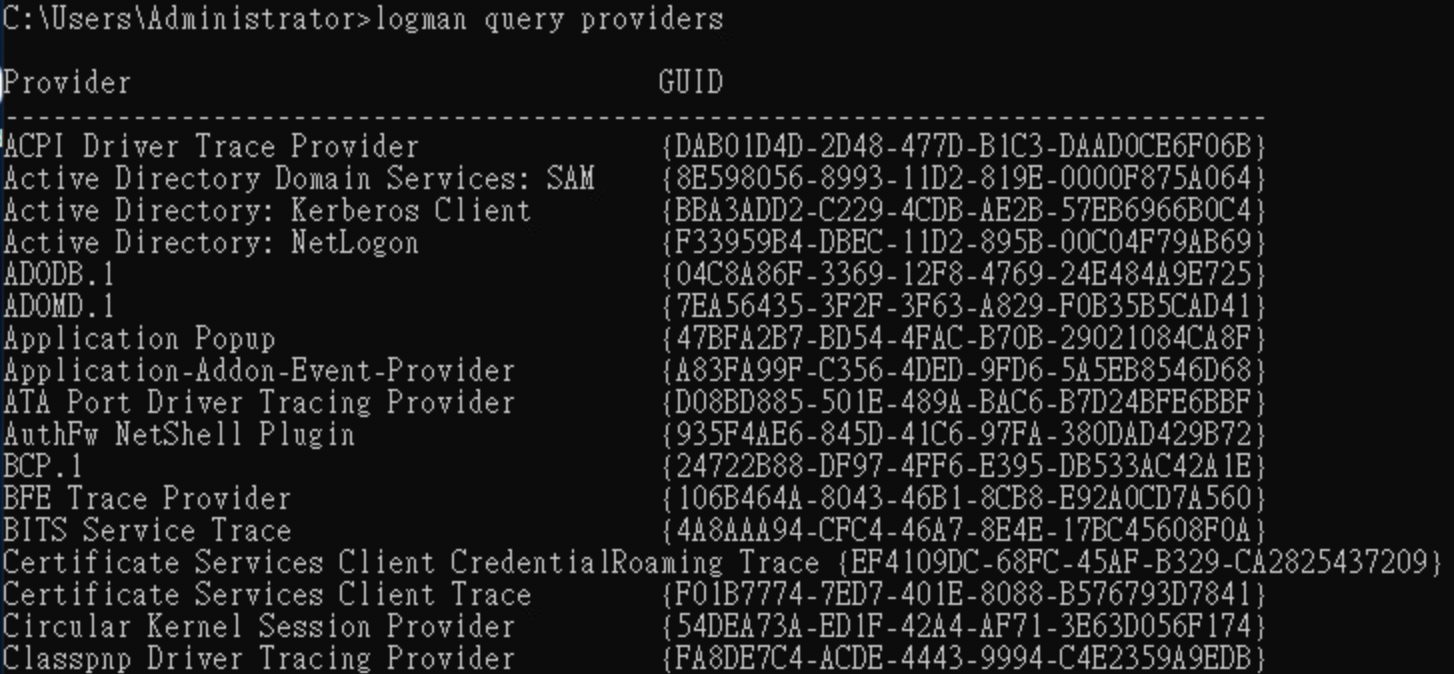 C:\Users\Administrator>logman query providers
Provider GUID
-------------------------------------------------------------------------------
ACPI Driver Trace Provider {DAB01D4D-2D48-477D-B1C3-DAAD0CE6F06B}
Active Directory Domain Services: SAM {8E598056-8993-11D2-819E-0000F875A064}
Active Directory: Kerberos Client {BBA3ADD2-C229-4CDB-AE2B-57EB6966B0C4}
Active Directory: NetLogon {F33959B4-DBEC-11D2-895B-00C04F79AB69}
ADODB.1 {04C8A86F-3369-12F8-4769-24E484A9E725}
ADOMD.1 {7EA56435-3F2F-3F63-A829-F0B35B5CAD41}
Application Popup {47BFA2B7-BD54-4FAC-B70B-29021084CA8F}
Application-Addon-Event-Provider {A83FA99F-C356-4DED-9FD6-5A5EB8546D68}
ATA Port Driver Tracing Provider {D08BD885-501E-489A-BAC6-B7D24BFE6BBF}
AuthFw NetShell Plugin {935F4AE6-845D-41C6-97FA-380DAD429B72}
BCP.1 {24722B88-DF97-4FF6-E395-DB533AC42A1E}
BFE Trace Provider {106B464A-8043-46B1-8CB8-E92A0CD7A560}
BITS Service Trace {4A8AAA94-CFC4-46A7-8E4E-17BC45608F0A}
Certificate Services Client CredentialRoaming Trace {EF4109DC-68FC-45AF-B329-CA2825437209}
Certificate Services Client Trace {F01B7774-7ED7-401E-8088-B576793D7841}
Circular Kernel Session Provider {54DEA73A-ED1F-42A4-AF71-3E63D056F174}
Classpnp Driver Tracing Provider {FA8DE7C4-ACDE-4443-9994-C4E2359A9EDB}